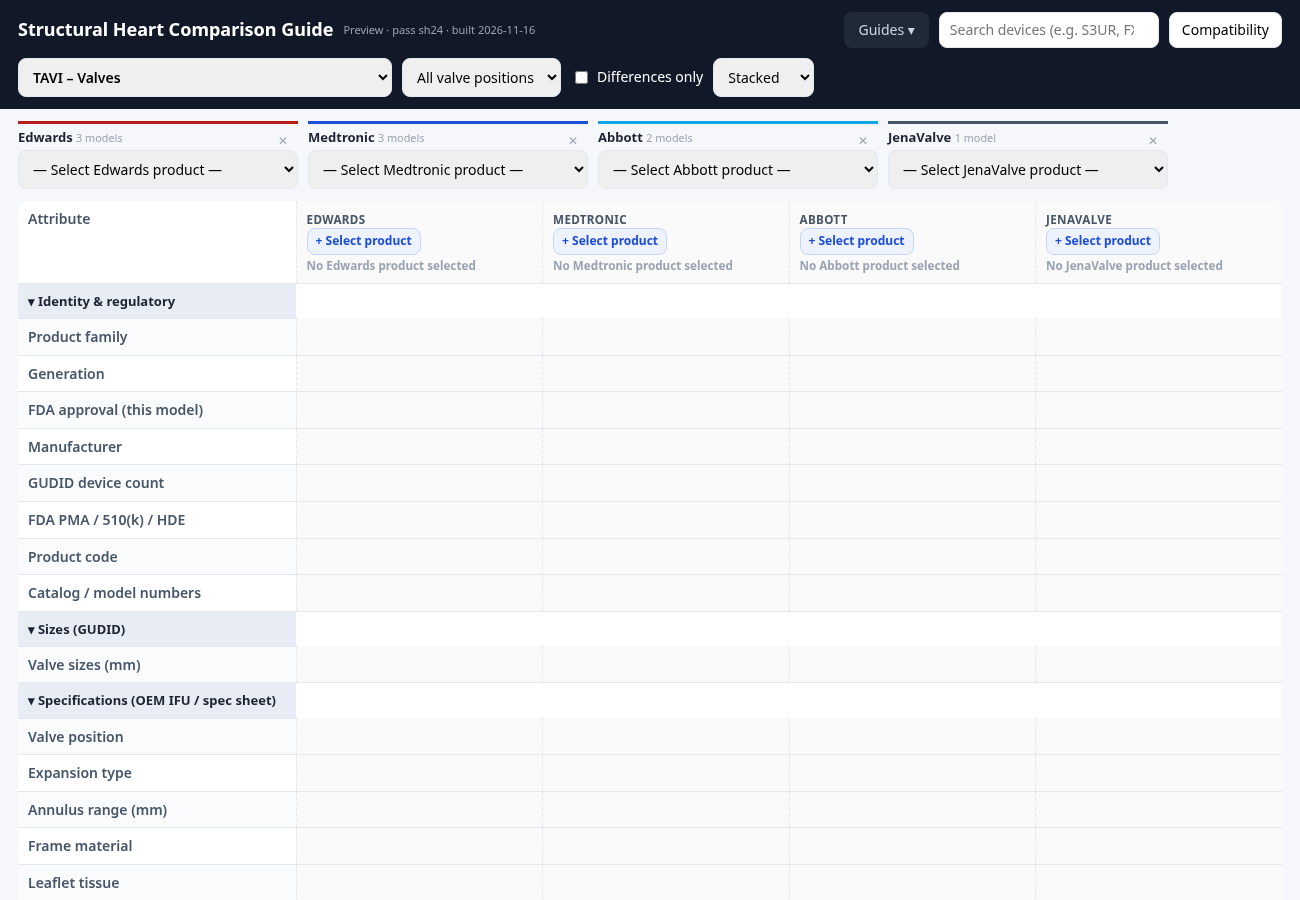 Structural Heart Comparison Guide Preview · pass sh24 · built 2026-11-16
Guides ▾
Search devices (e.g. S3UR, FX
Compatibility
TAVI – Valves
All valve positions
Differences only
Stacked
Edwards 3 models ×
Medtronic 3 models ×
Abbott 2 models ×
JenaValve 1 model ×
— Select Edwards product —
— Select Medtronic product —
— Select Abbott product —
— Select JenaValve product —
Attribute
EDWARDS
+ Select product
No Edwards product selected
MEDTRONIC
+ Select product
No Medtronic product selected
ABBOTT
+ Select product
No Abbott product selected
JENAVALVE
+ Select product
No JenaValve product selected
▾ Identity & regulatory
Product family
Generation
FDA approval (this model)
Manufacturer
GUDID device count
FDA PMA / 510(k) / HDE
Product code
Catalog / model numbers
▾ Sizes (GUDID)
Valve sizes (mm)
▾ Specifications (OEM IFU / spec sheet)
Valve position
Expansion type
Annulus range (mm)
Frame material
Leaflet tissue